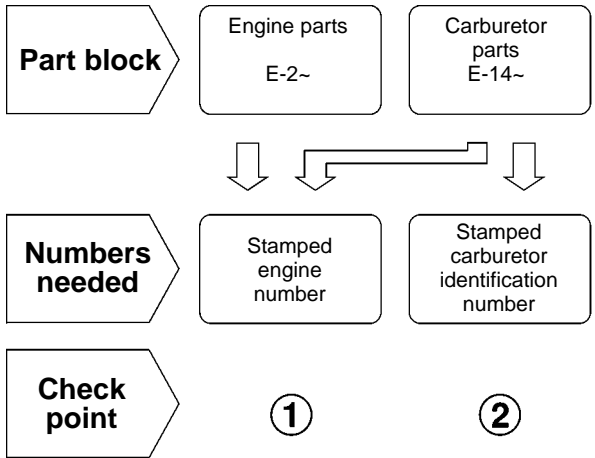 Part block
Engine parts
E-2~
Carburetor
parts
E-14~
Numbers
needed
Stamped
engine
number
Stamped
carburetor
identification
number
Check
point
①
②